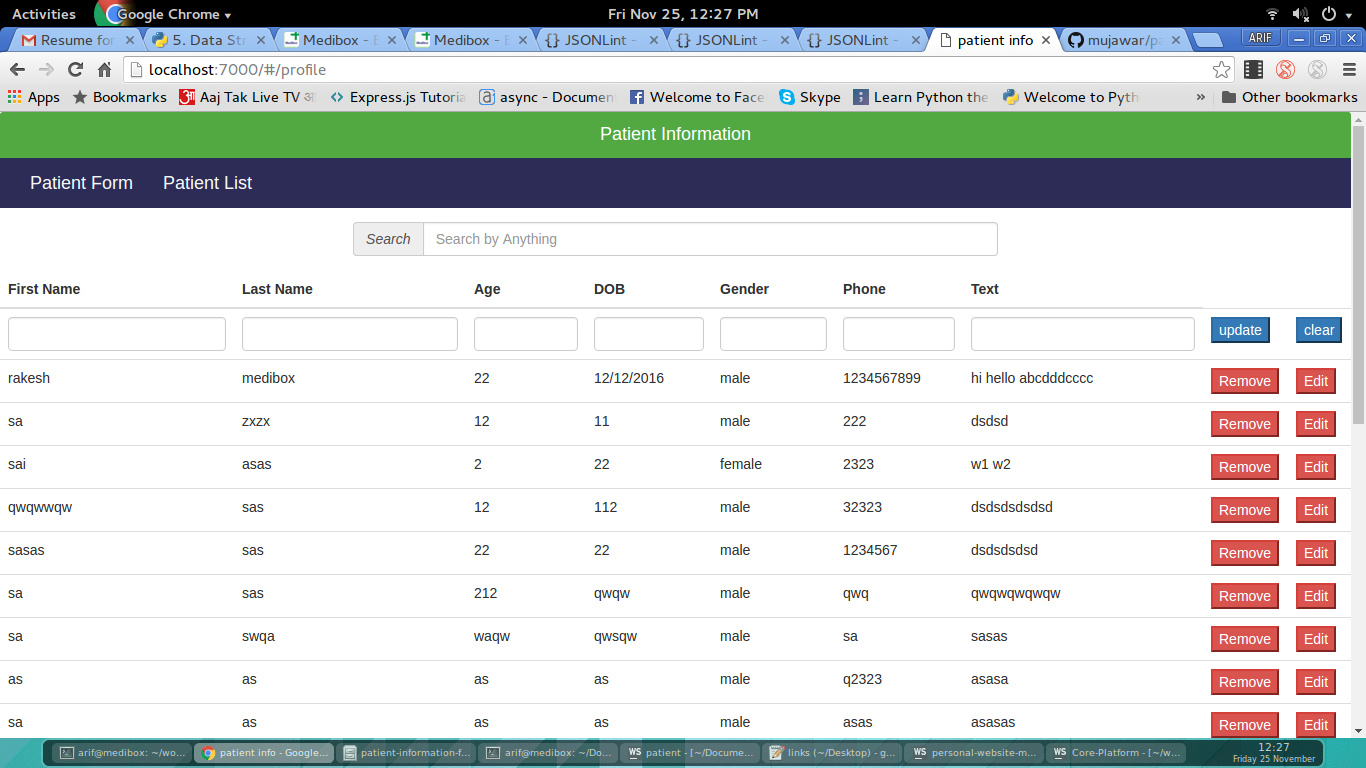 Activities Google Chrome Fri Nov 25, 12:27 PM
Resume for 5. Data Str Medibox - E Medibox - E JSONLint - JSONLint - JSONLint - patient info mujawar/pa ARIF
localhost:7000/#/profile
Apps Bookmarks Aaj Tak Live TV Express.js Tutoria async - Documen Welcome to Face Skype Learn Python the Welcome to Pyth » Other bookmarks
Patient Information
Patient Form Patient List
Search Search by Anything
First Name Last Name Age DOB Gender Phone Text
update clear
rakesh medibox 22 12/12/2016 male 1234567899 hi hello abcdddcccc Remove Edit
sa zxzx 12 11 male 222 dsdsd Remove Edit
sai asas 2 22 female 2323 w1 w2 Remove Edit
qwqwwqw sas 12 112 male 32323 dsdsdsdsdsd Remove Edit
sasas sas 22 22 male 1234567 dsdsdsdsd Remove Edit
sa sas 212 qwqw male qwq qwqwqwqwqw Remove Edit
sa swqa waqw qwsqw male sa sasas Remove Edit
as as as as male q2323 asasa Remove Edit
sa as as as male asas asasas Remove Edit
arif@medibox: ~/wo... patient info - Google... patient-information-f... arif@medibox: ~/Do... patient - [~/Docume... links (~/Desktop) - g... personal-website-m... Core-Platform - [~/w... 12:27
Friday 25 November